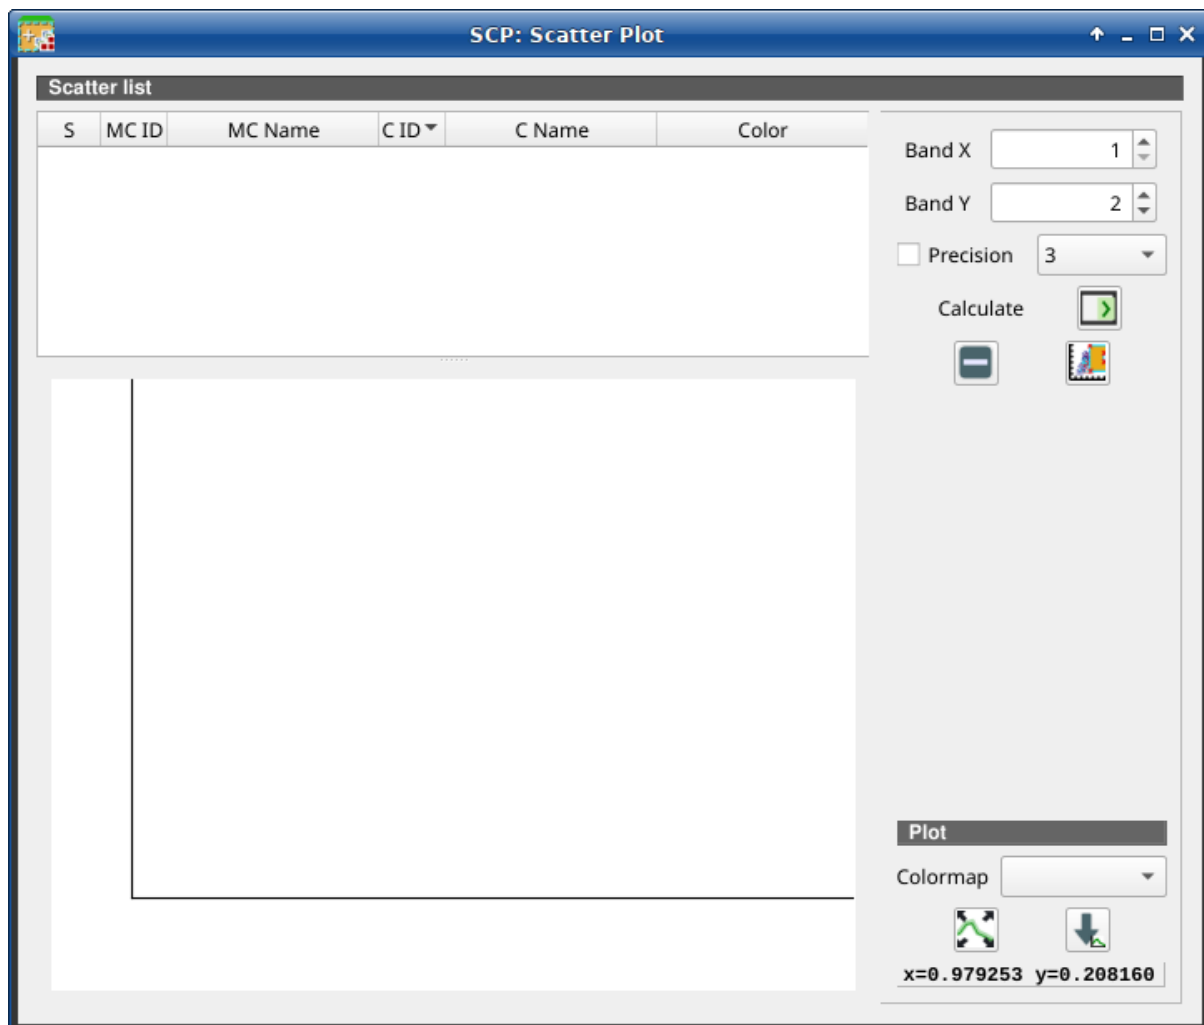 SCP: Scatter Plot
Scatter list
S MC ID MC Name C ID C Name Color
Band X 1
Band Y 2
Precision 3
Calculate
Plot
Colormap
x=0.979253 y=0.208160